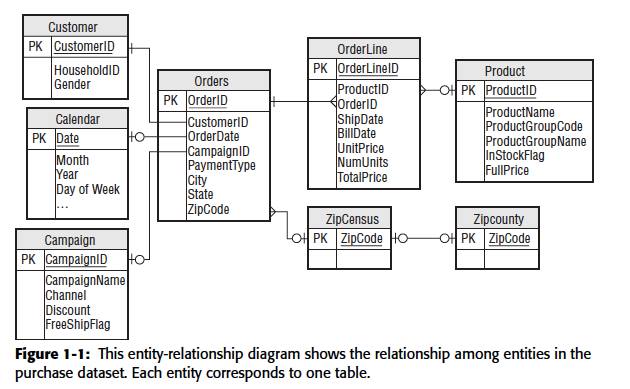 Customer
PK CustomerID
HouseholdID
Gender
Calendar
PK Date
Month
Year
Day of Week
...
Campaign
PK CampaignID
CampaignName
Channel
Discount
FreeShipFlag
Orders
PK OrderID
CustomerID
OrderDate
CampaignID
PaymentType
City
State
ZipCode
OrderLine
PK OrderLineID
ProductID
OrderID
ShipDate
BillDate
UnitPrice
NumUnits
TotalPrice
Product
PK ProductID
ProductName
ProductGroupCode
ProductGroupName
InStockFlag
FullPrice
ZipCensus
PK ZipCode
Zipcounty
PK ZipCode
Figure 1-1: This entity-relationship diagram shows the relationship among entities in the
purchase dataset. Each entity corresponds to one table.